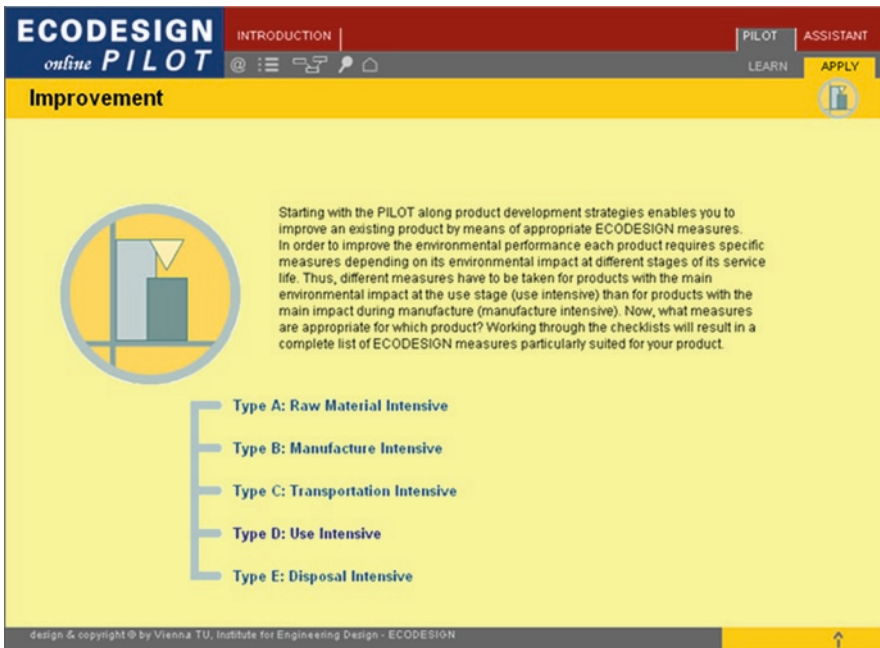 ECODESIGN
online PILOT
INTRODUCTION
PILOT
ASSISTANT
@
LEARN
APPLY
Improvement
Starting with the PILOT along product development strategies enables you to
improve an existing product by means of appropriate ECODESIGN measures.
In order to improve the environmental performance each product requires specific
measures depending on its environmental impact at different stages of its service
life. Thus, different measures have to be taken for products with the main
environmental impact at the use stage (use intensive) than for products with the
main impact during manufacture (manufacture intensive). Now, what measures
are appropriate for which product? Working through the checklists will result in a
complete list of ECODESIGN measures particularly suited for your product.
Type A: Raw Material Intensive
Type B: Manufacture Intensive
Type C: Transportation Intensive
Type D: Use Intensive
Type E: Disposal Intensive
design & copyright © by Vienna TU, Institute for Engineering Design - ECODESIGN